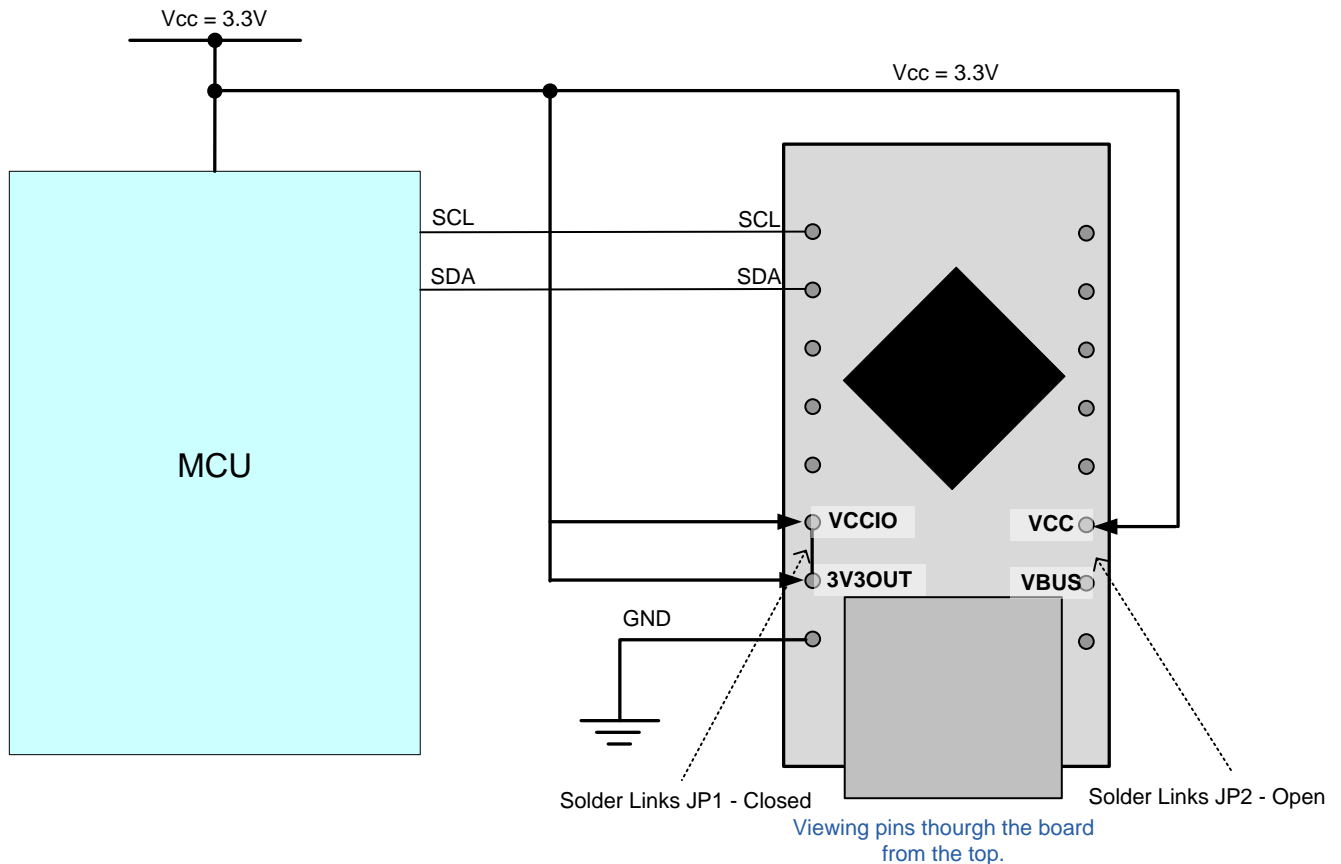 Vcc = 3.3V
Vcc = 3.3V
SCL
SCL
SDA
SDA
MCU
VCCIO
VCC
3V3OUT
VBUS
GND
Solder Links JP1 - Closed
Solder Links JP2 - Open
Viewing pins thourgh the board
from the top.